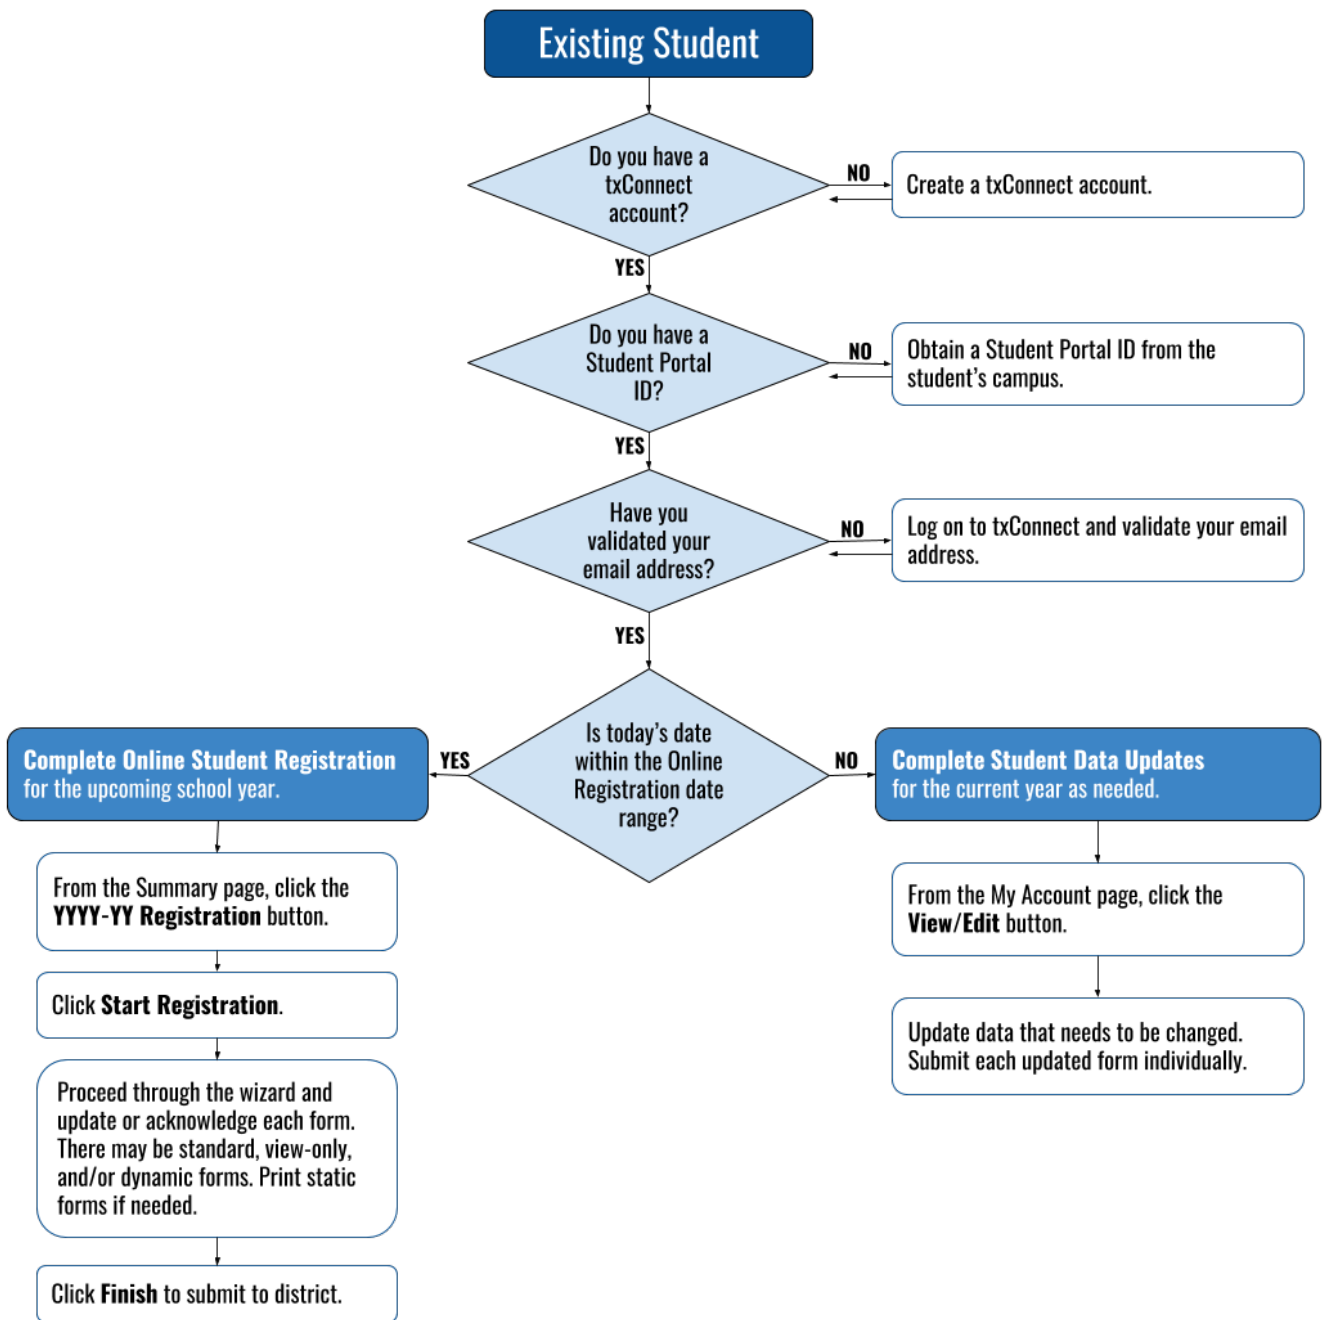 Existing Student
Do you have a
txConnect
account?
NO
Create a txConnect account.
YES
Do you have a
Student Portal
ID?
NO
Obtain a Student Portal ID from the
student's campus.
YES
Have you
validated your
email address?
NO
Log on to txConnect and validate your email
address.
YES
Is today's date
within the Online
Registration date
range?
YES
Complete Online Student Registration
for the upcoming school year.
From the Summary page, click the
YYYY-YY Registration button.
Click Start Registration.
Proceed through the wizard and
update or acknowledge each form.
There may be standard, view-only,
and/or dynamic forms. Print static
forms if needed.
Click Finish to submit to district.
NO
Complete Student Data Updates
for the current year as needed.
From the My Account page, click the
View/Edit button.
Update data that needs to be changed.
Submit each updated form individually.